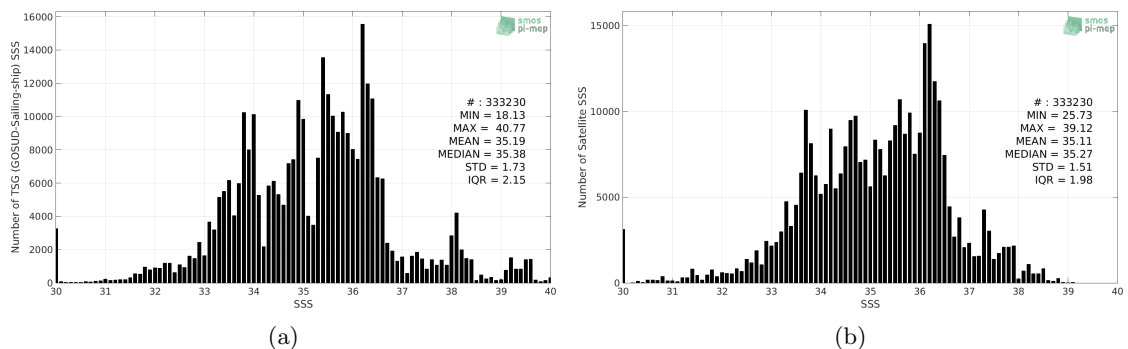 smos
pi-mep
16000
14000
12000
10000
8000
6000
4000
2000
0
Number of TSG (GOSUD-Sailing-ship) SSS
# : 333230
MIN = 18.13
MAX = 40.77
MEAN = 35.19
MEDIAN = 35.38
STD = 1.73
IQR = 2.15
30 31 32 33 34 35 36 37 38 39 40
SSS
(a)
smos
pi-mep
15000
10000
5000
0
Number of Satellite SSS
# : 333230
MIN = 25.73
MAX = 39.12
MEAN = 35.11
MEDIAN = 35.27
STD = 1.51
IQR = 1.98
30 31 32 33 34 35 36 37 38 39 40
SSS
(b)